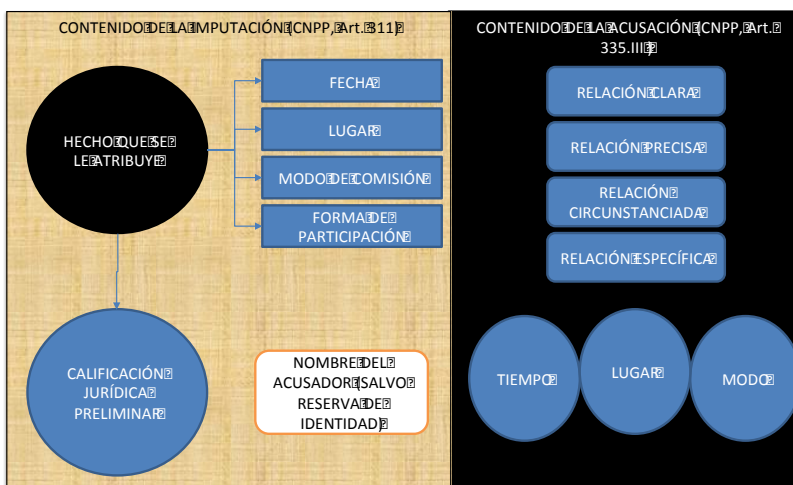 CONTENIDO DE LA IMPUTACIÓN (CNPP, Art. 311)
HECHO QUE SE
LE ATRIBUYE
FECHA
LUGAR
MODO DE COMISIÓN
FORMA DE
PARTICIPACIÓN
CALIFICACIÓN
JURÍDICA
PRELIMINAR
NOMBRE DEL
ACUSADOR (SALVO
RESERVA DE
IDENTIDAD)
CONTENIDO DE LA ACUSACIÓN (CNPP, Art.
335.III)
RELACIÓN CLARA
RELACIÓN PRECISA
RELACIÓN
CIRCUNSTANCIADA
RELACIÓN ESPECÍFICA
TIEMPO
LUGAR
MODO